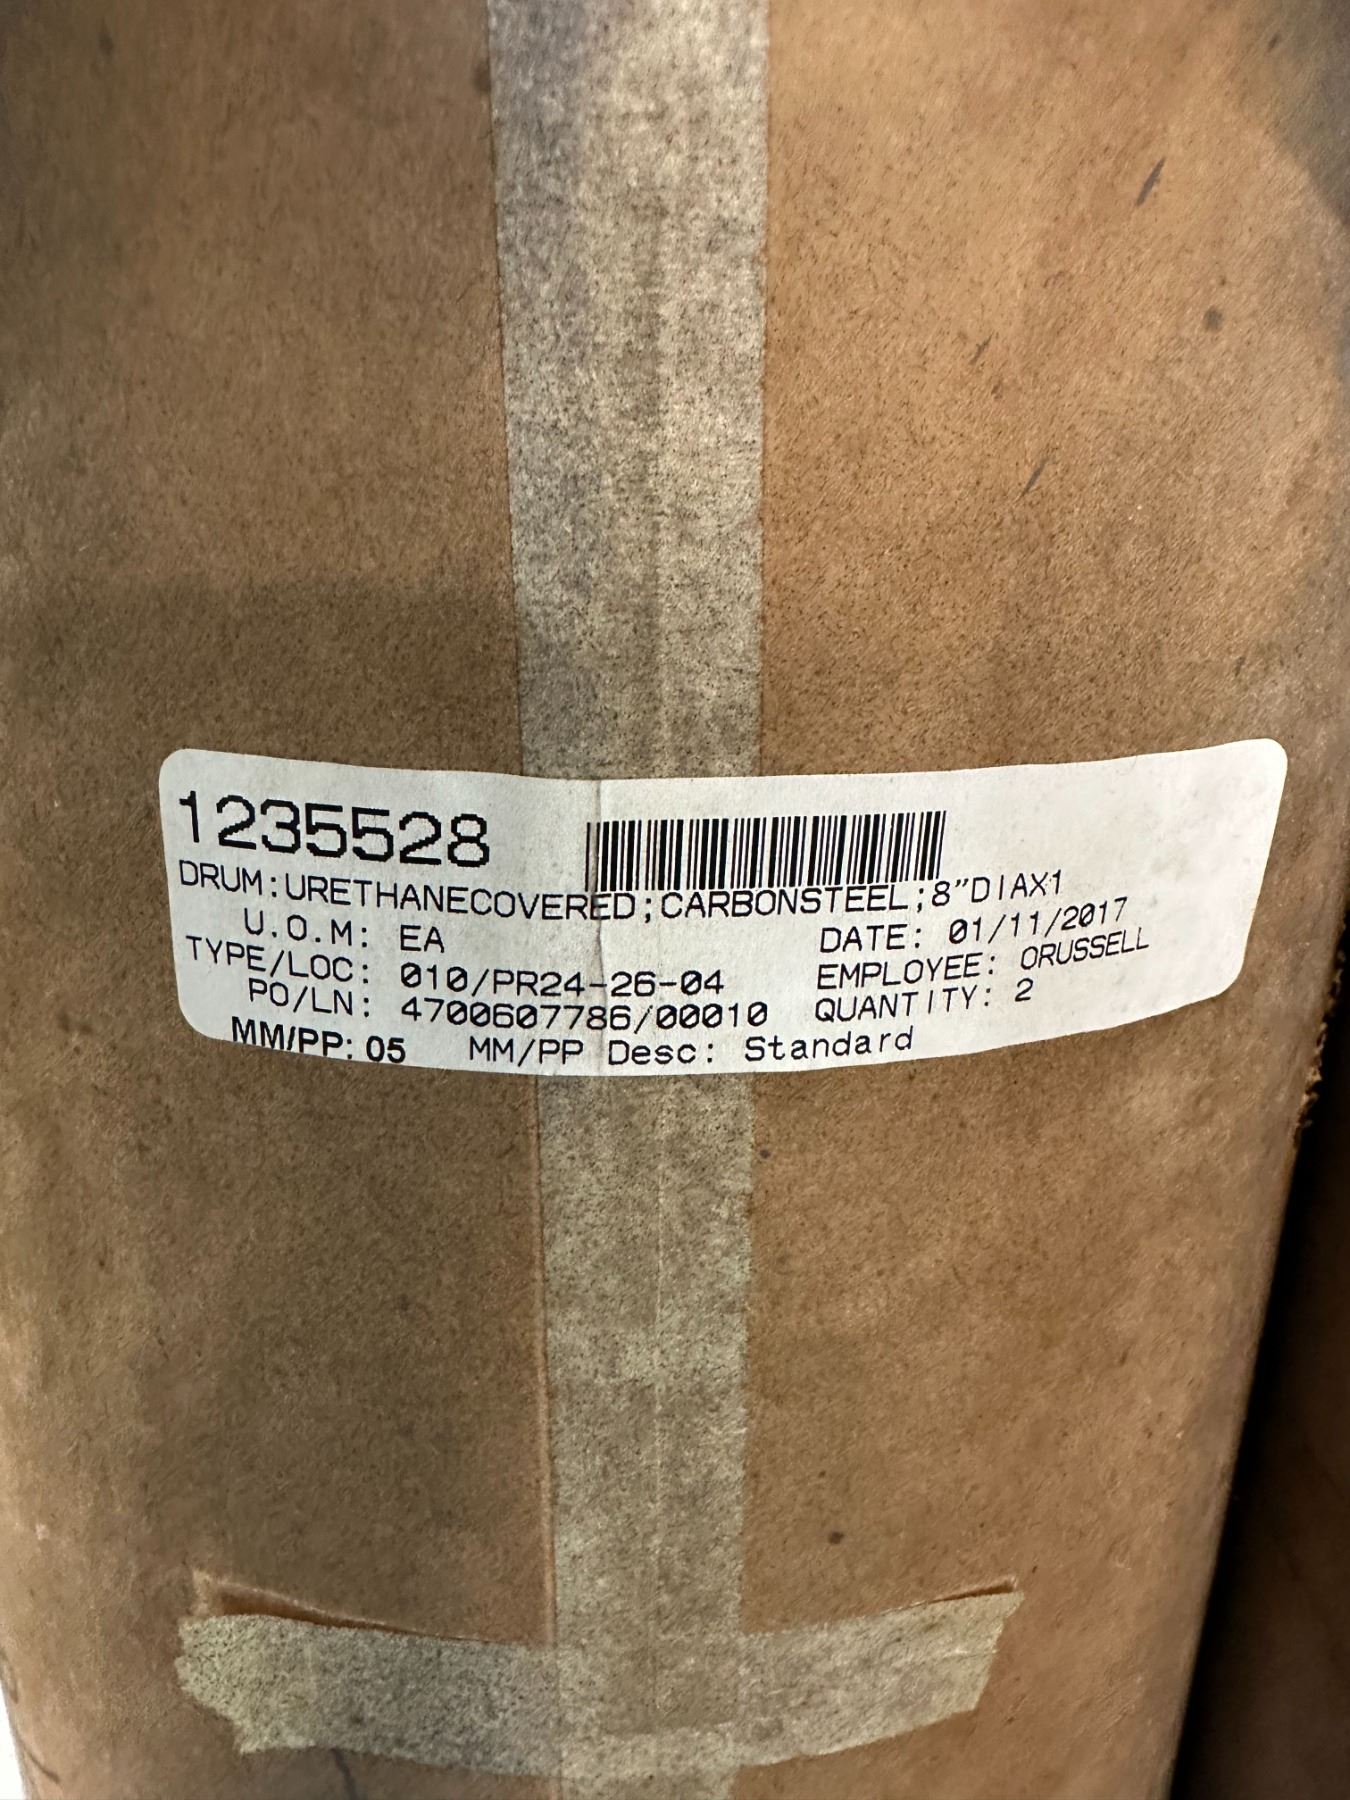 1235528
DRUM:URETHANECOVERED;CARBONSTEEL;8"DIAX1
U.O.M: EA DATE: 01/11/2017
TYPE/LOC: 010/PR24-26-04 EMPLOYEE: ORUSSELL
PO/LN: 4700607786/00010 QUANTITY: 2
MM/PP: 05 MM/PP Desc: Standard